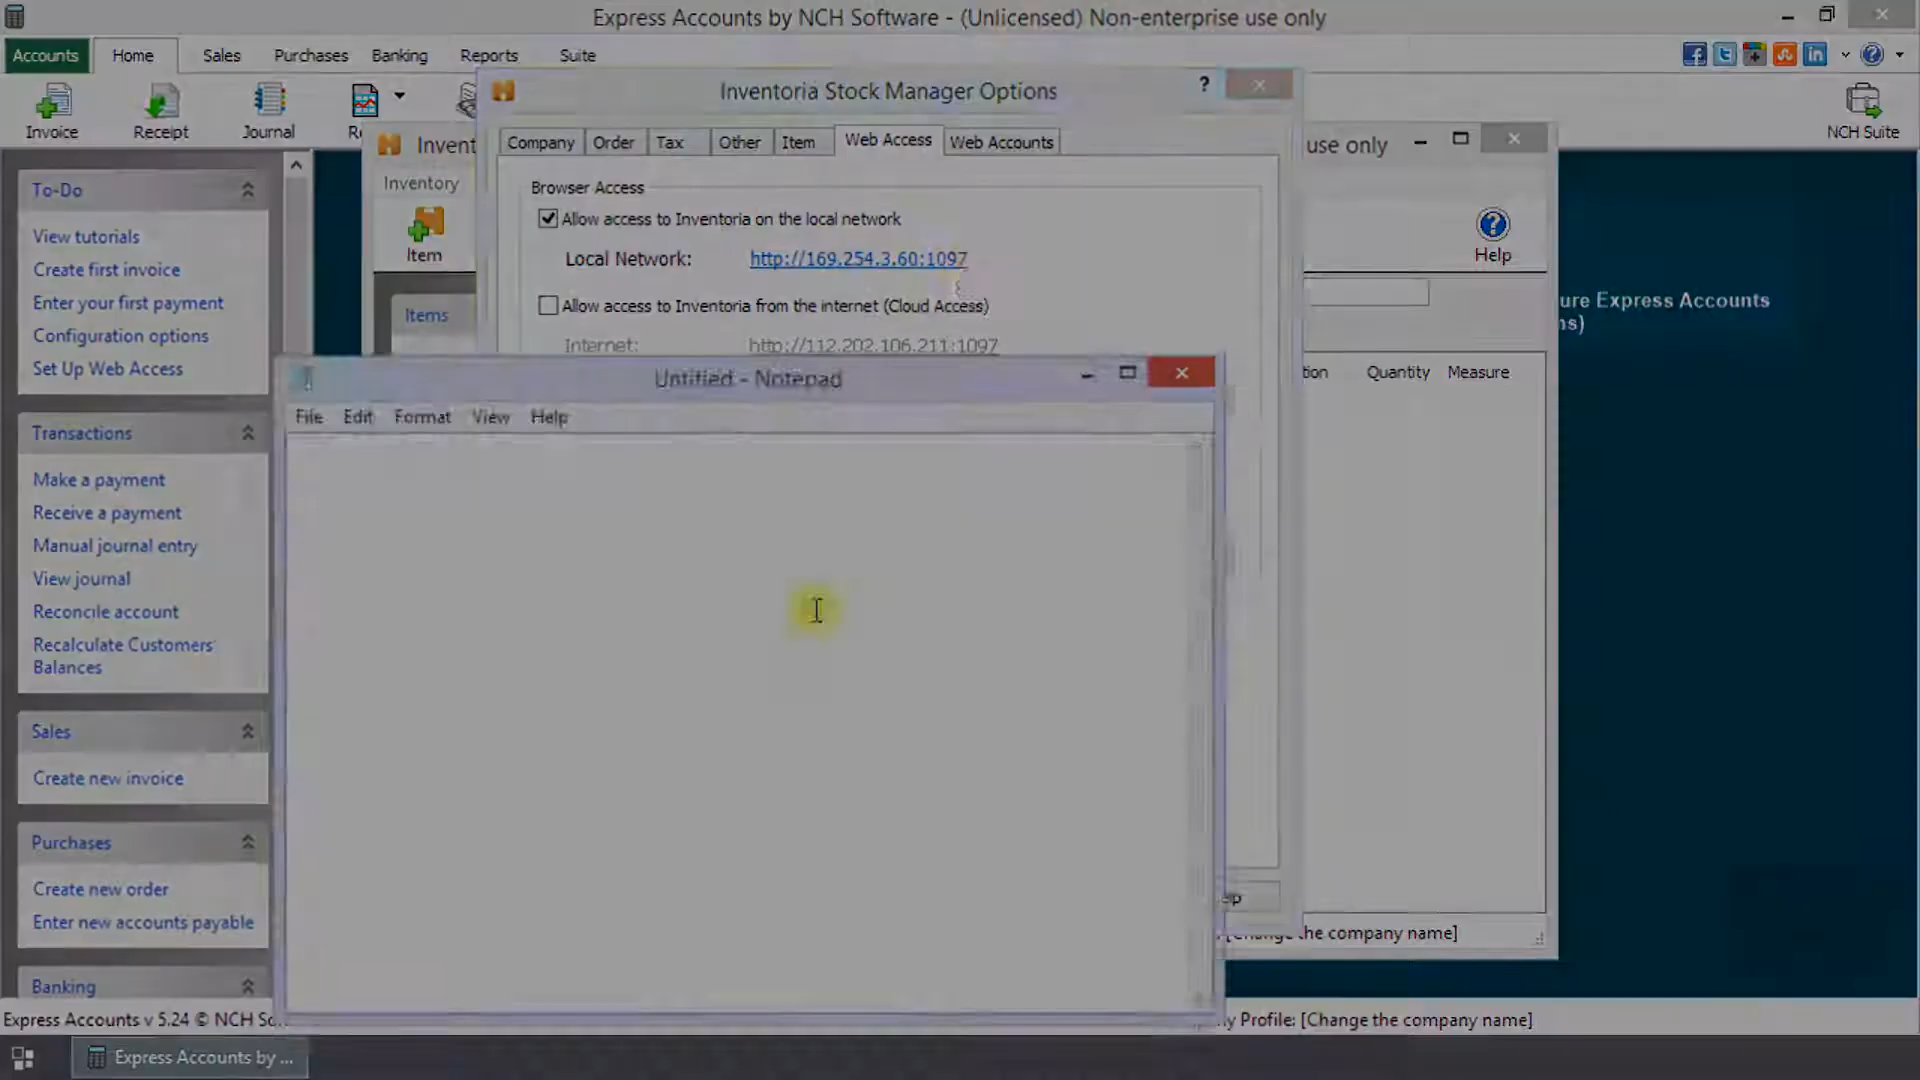 Express Accounts by NCH Software - (Unlicensed) Non-enterprise use only
Accounts
Home
Sales
Purchases
Banking
Reports
Suite
Invoice
Receipt
Journal
NCH Suite
To-Do
View tutorials
Create first invoice
Enter your first payment
Configuration options
Set Up Web Access
Transactions
Make a payment
Receive a payment
Manual journal entry
View journal
Reconcile account
Recalculate Customers
Balances
Sales
Create new invoice
Purchases
Create new order
Enter new accounts payable
Banking
Invent
use only
Inventory
Item
Help
Items
Quantity
Measure
ure Express Accounts
ns)
Inventoria Stock Manager Options
?
Company
Order
Tax
Other
Item
Web Access
Web Accounts
Browser Access
Allow access to Inventoria on the local network
Local Network: http://169.254.3.60:1097
Allow access to Inventoria from the internet (Cloud Access)
Internet: http://112.202.106.211:1097
Untitled - Notepad
File
Edit
Format
View
Help
[Change the company name]
Express Accounts v 5.24 © NCH So
y Profile: [Change the company name]
Express Accounts by ...